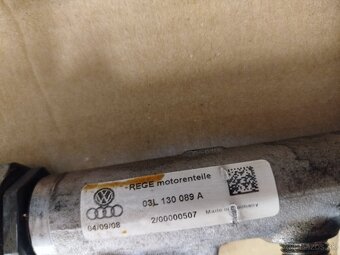 -REGE motorenteile
03L 130 089 A
04/09/08
2/00000507
Made in Germany